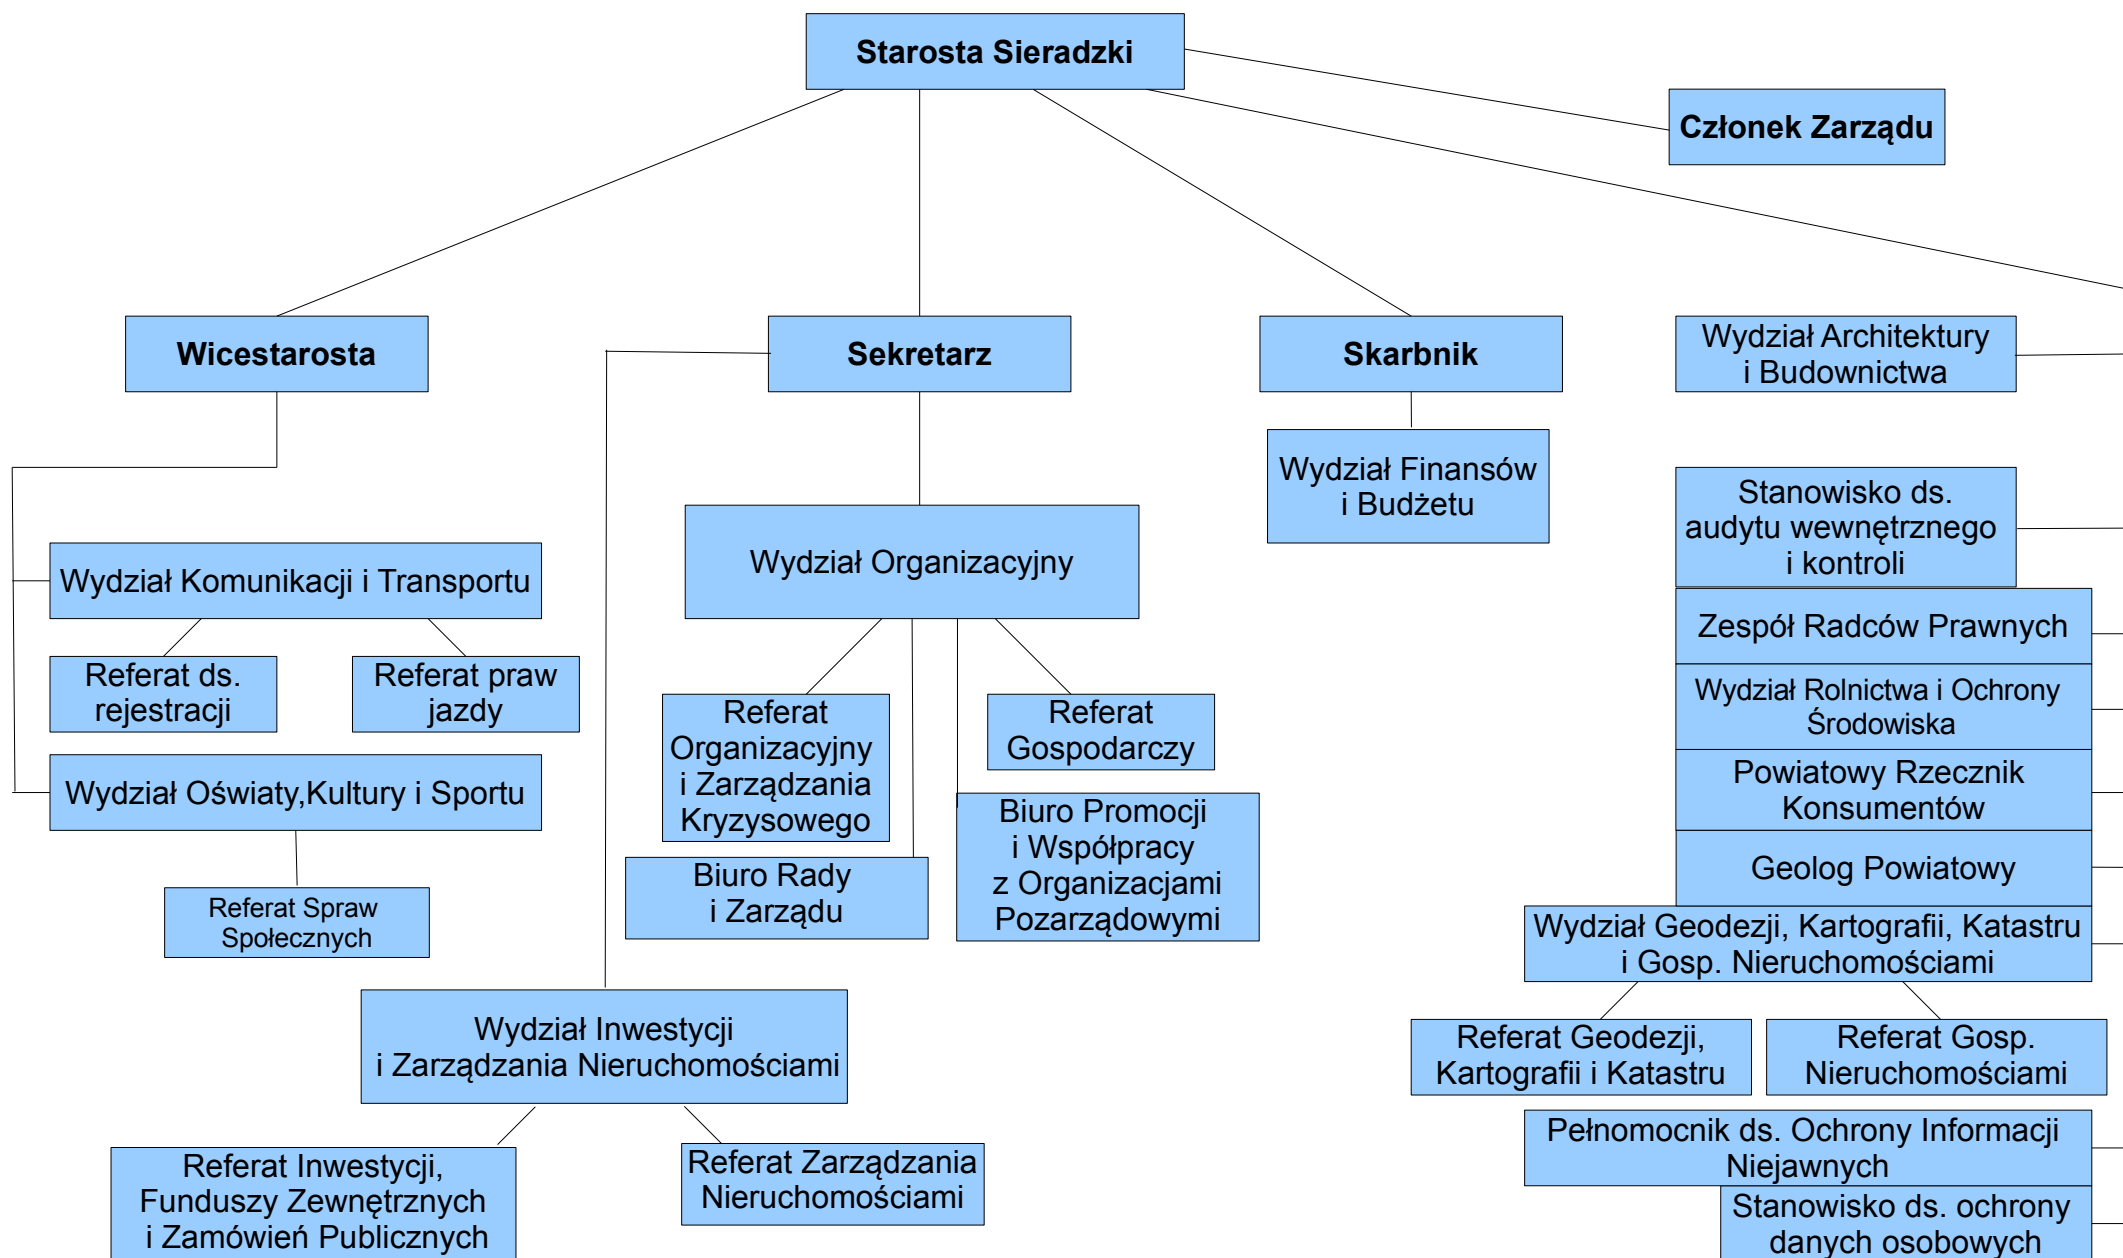 Starosta Sieradzki
Członek Zarządu
Wicestarosta
Sekretarz
Skarbnik
Wydział Architektury
i Budownictwa
Wydział Finansów
i Budżetu
Stanowisko ds.
audytu wewnętrznego
i kontroli
Wydział Organizacyjny
Wydział Komunikacji i Transportu
Zespół Radców Prawnych
Referat ds.
rejestracji
Referat praw
jazdy
Wydział Rolnictwa i Ochrony
Środowiska
Referat
Organizacyjny
i Zarządzania
Kryzysowego
Referat
Gospodarczy
Wydział Oświaty,Kultury i Sportu
Powiatowy Rzecznik
Konsumentów
Biuro Promocji
i Współpracy
z Organizacjami
Pozarządowymi
Biuro Rady
i Zarządu
Geolog Powiatowy
Referat Spraw
Społecznych
Wydział Geodezji, Kartografii, Katastru
i Gosp. Nieruchomościami
Wydział Inwestycji
i Zarządzania Nieruchomościami
Referat Geodezji,
Kartografii i Katastru
Referat Gosp.
Nieruchomościami
Pełnomocnik ds. Ochrony Informacji
Niejawnych
Referat Inwestycji,
Funduszy Zewnętrznych
i Zamówień Publicznych
Referat Zarządzania
Nieruchomościami
Stanowisko ds. ochrony
danych osobowych